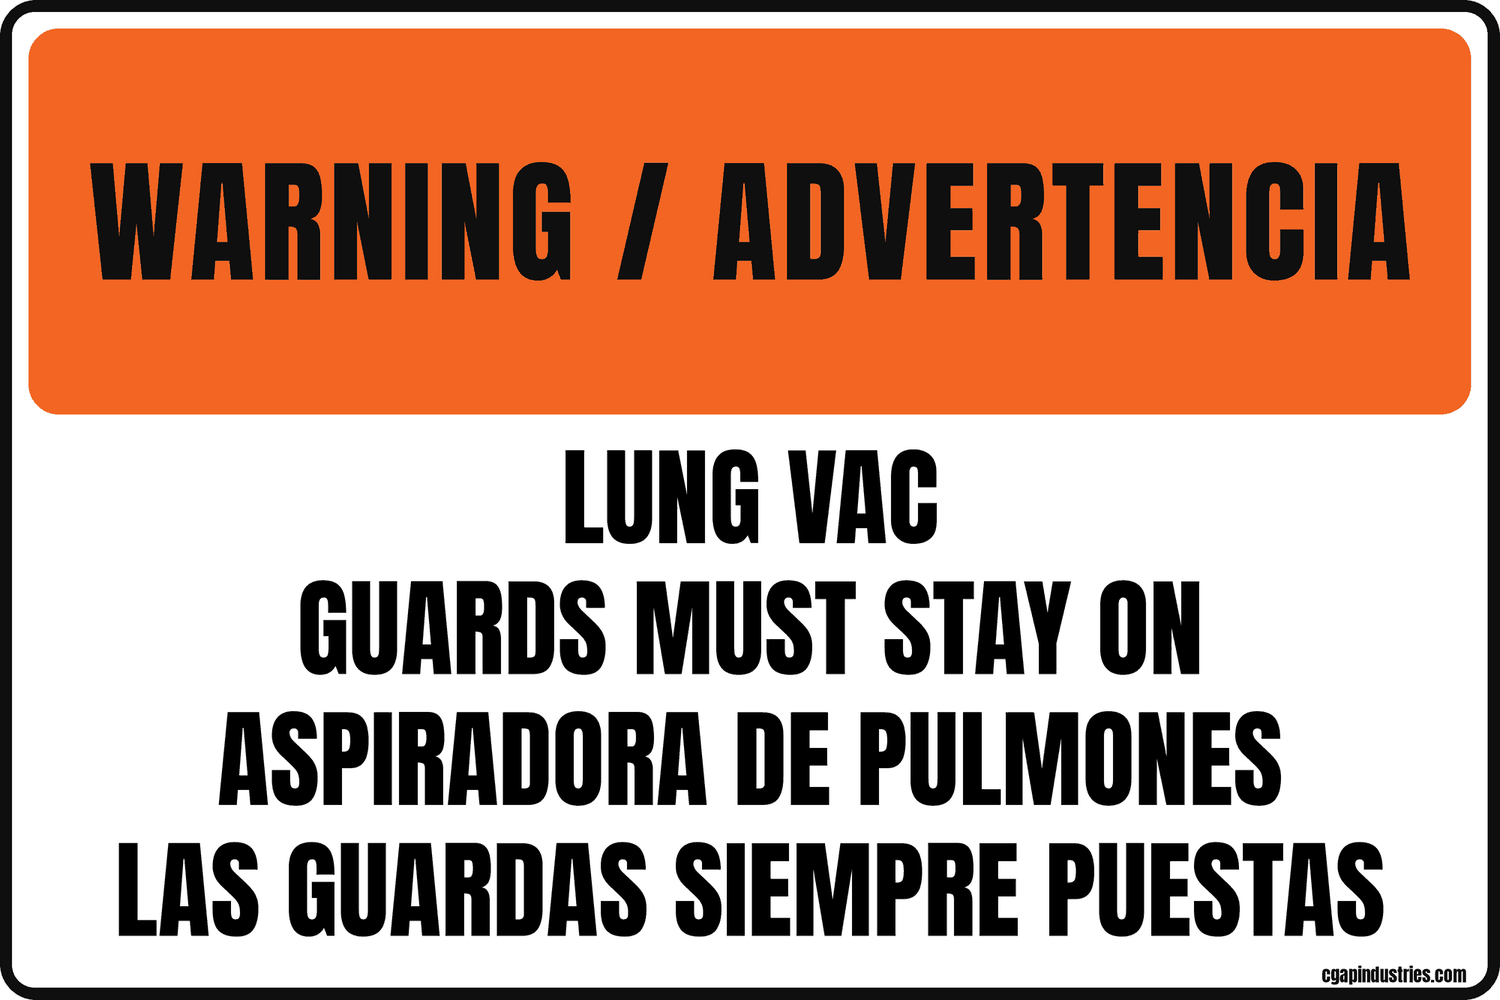 WARNING / ADVERTENCIA
LUNG VAC
GUARDS MUST STAY ON
ASPIRADORA DE PULMONES
LAS GUARDAS SIEMPRE PUESTAS
cgapindustries.com